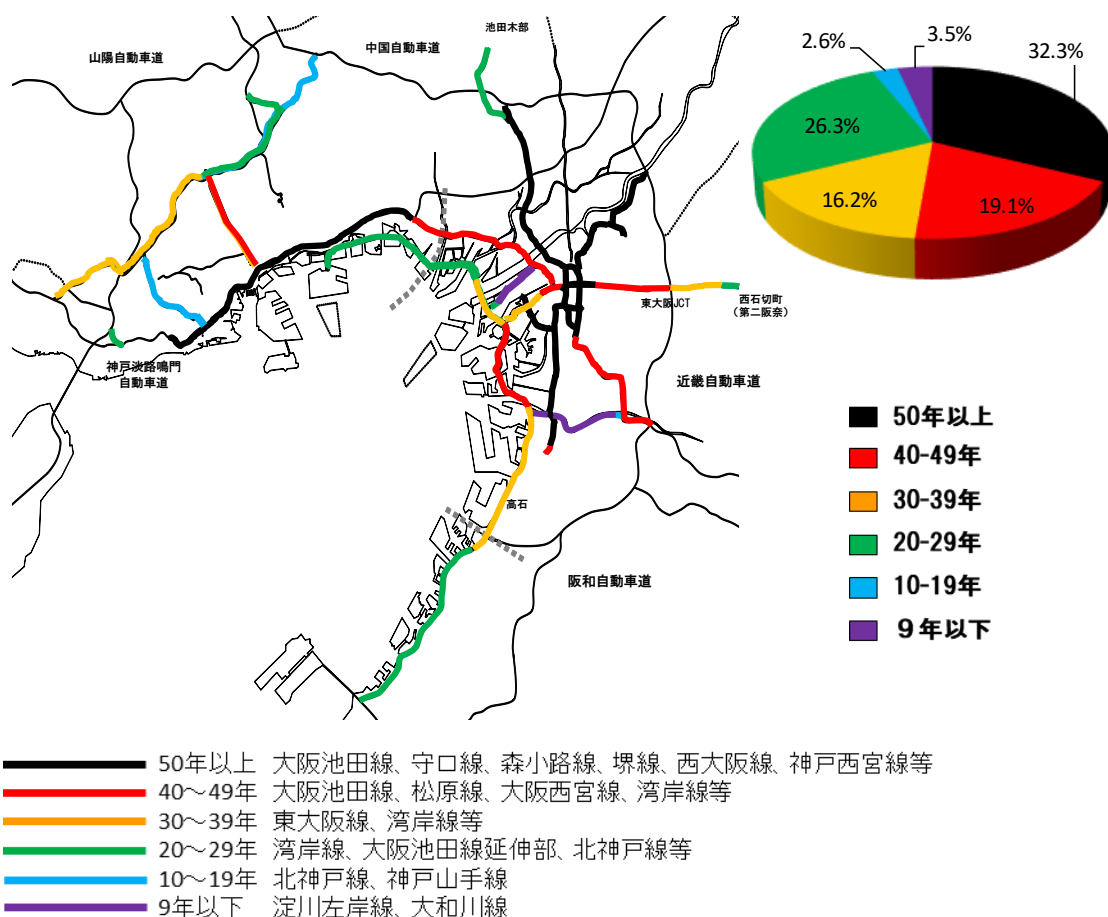 池田木部
山陽自動車道
中国自動車道
2.6%
3.5%
32.3%
26.3%
16.2%
19.1%
東大阪JCT
西石切町
（第二阪奈）
神戸淡路鳴門
自動車道
近畿自動車道
高石
阪和自動車道
50年以上
40-49年
30-39年
20-29年
10-19年
９年以下
50年以上 大阪池田線、守口線、森小路線、堺線、西大阪線、神戸西宮線等
40～49年 大阪池田線、松原線、大阪西宮線、湾岸線等
30～39年 東大阪線、湾岸線等
20～29年 湾岸線、大阪池田線延伸部、北神戸線等
10～19年 北神戸線、神戸山手線
9年以下 淀川左岸線、大和川線